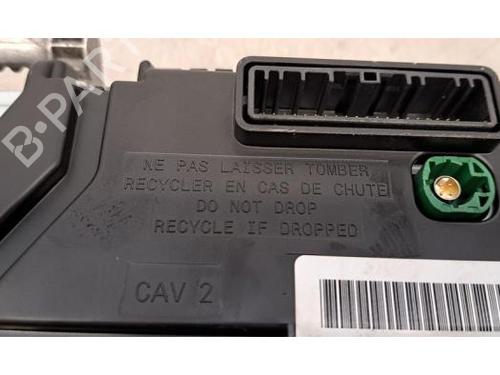 B-PARTS
NE PAS LAISSER TOMBER
RECYCLER EN CAS DE CHUTE
DO NOT DROP
RECYCLE IF DROPPED
CAV 2